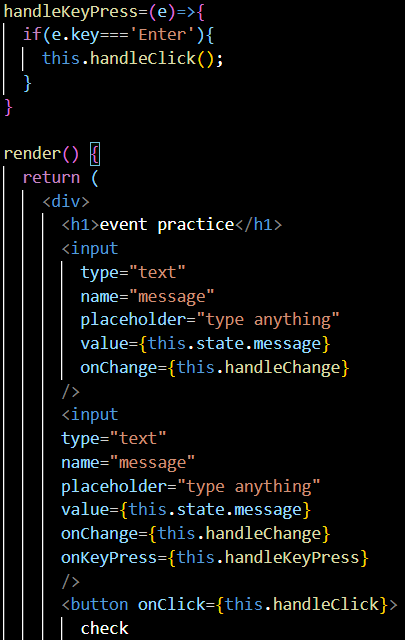 handleKeyPress=(e)=>{
  if(e.key==='Enter'){
    this.handleClick();
  }
}
render() {
  return (
    <div>
      <h1>event practice</h1>
      <input
        type="text"
        name="message"
        placeholder="type anything"
        value={this.state.message}
        onChange={this.handleChange}
      />
      <input
      type="text"
      name="message"
      placeholder="type anything"
      value={this.state.message}
      onChange={this.handleChange}
      onKeyPress={this.handleKeyPress}
      />
      <button onClick={this.handleClick}>
        check